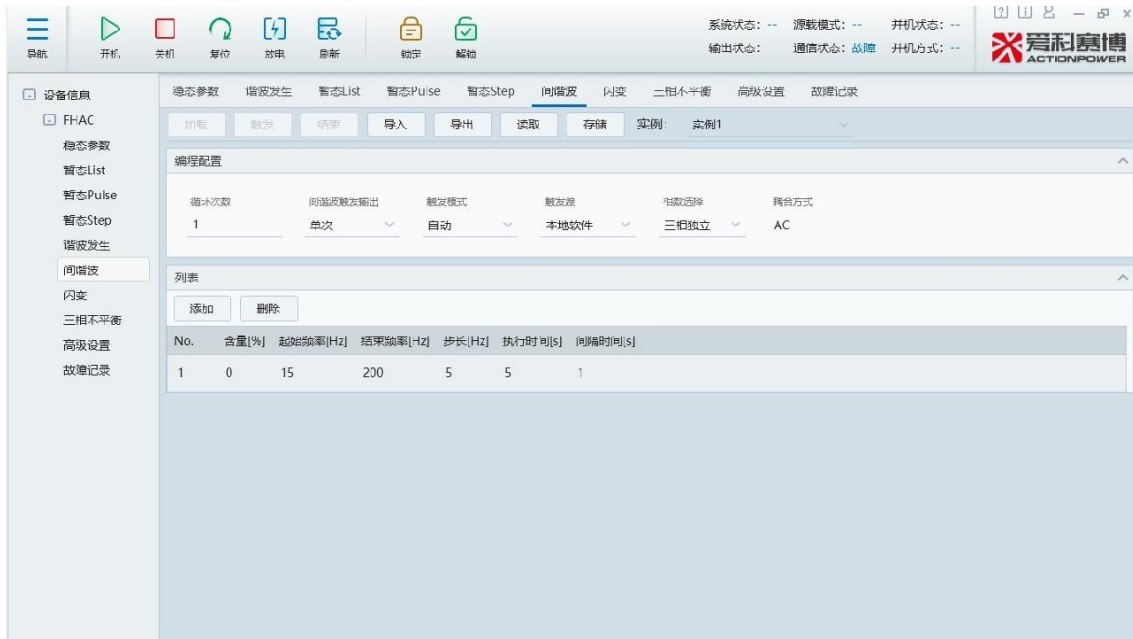 导航 开机 关机 复位 放电 刷新 锁定 解锁
系统状态: -- 源载模式: -- 并机状态: --
输出状态: 通信状态: 故障 并机方式: --
爱科赛博
ACTIONPOWER
设备信息
FHAC
稳态参数
暂态List
暂态Pulse
暂态Step
谐波发生
间谐波
闪变
三相不平衡
高级设置
故障记录
稳态参数 谐波发生 暂态List 暂态Pulse 暂态Step 间谐波 闪变 三相不平衡 高级设置 故障记录
加载 触发 结束 导入 导出 读取 存储 实例: 实例1
编程配置
循环次数 间谐波触发输出 触发模式 触发源 相数选择 耦合方式
1 单次 自动 本地软件 三相独立 AC
列表
添加 删除
No. 含量[%] 起始频率[Hz] 结束频率[Hz] 步长[Hz] 执行时间[s] 间隔时间[s]
1 0 15 200 5 5 1